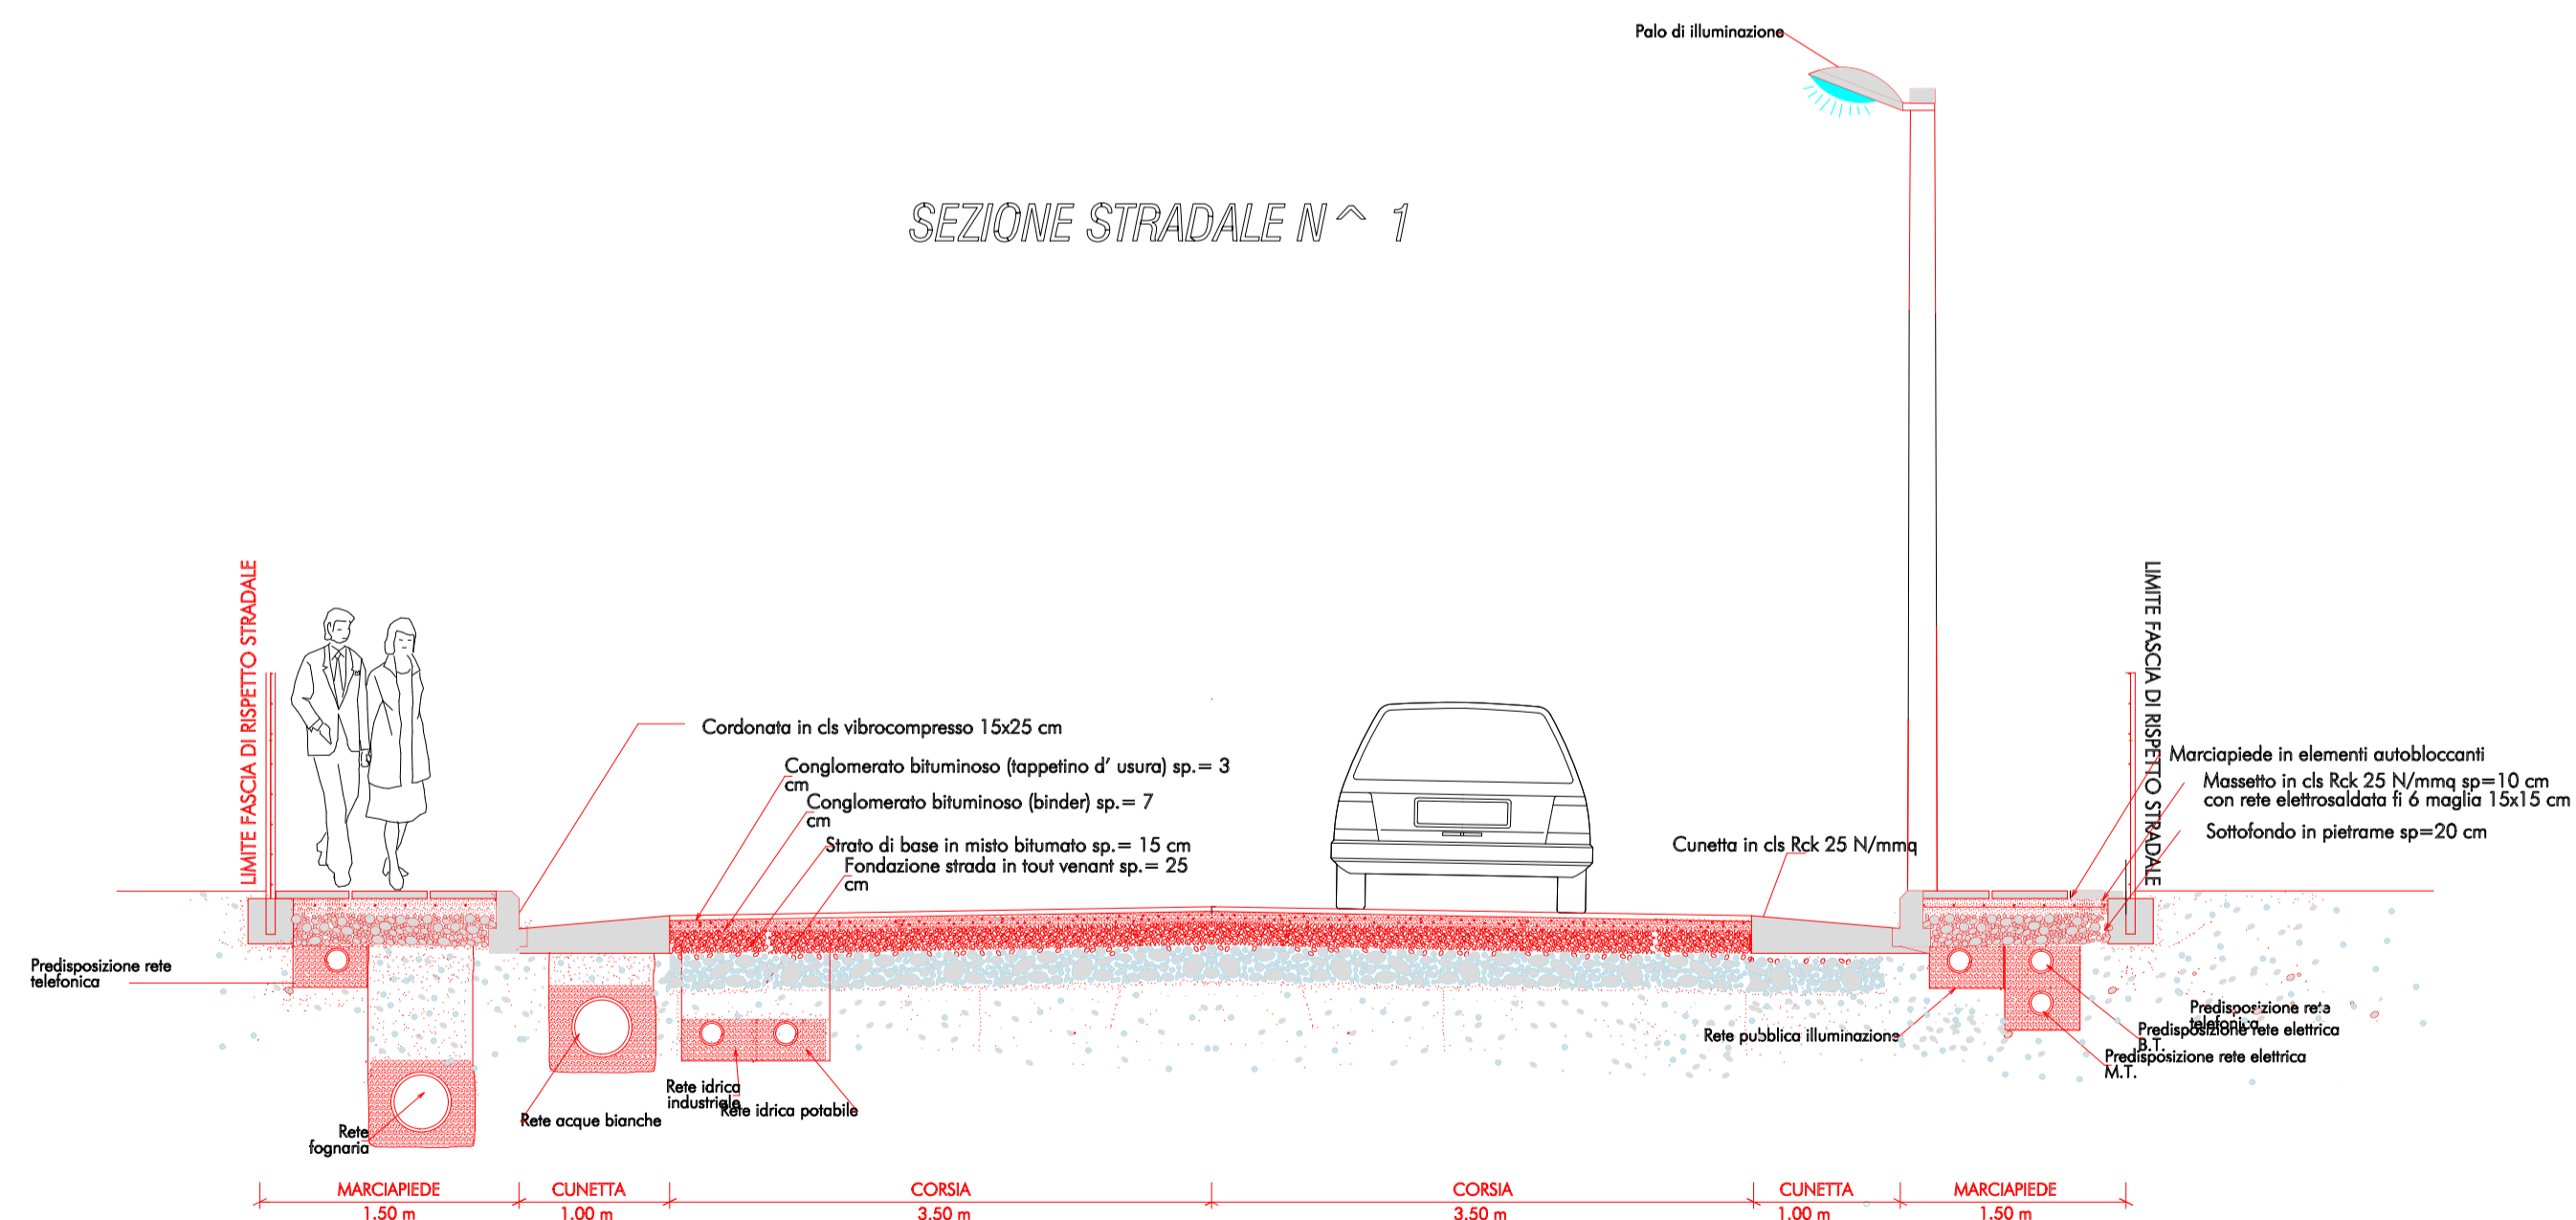 Palo di illuminazione
SEZIONE STRADALE N^ 1
LIMITE FASCIA DI RISPETTO STRADALE
LIMITE FASCIA DI RISPETTO STRADALE
Cordonata in cls vibrocompresso 15x25 cm
Conglomerato bituminoso (tappetino d' usura) sp.= 3
cm
Conglomerato bituminoso (binder) sp.= 7
cm
Strato di base in misto bitumato sp.= 15 cm
Fondazione strada in tout venant sp.= 25
cm
Cunetta in cls Rck 25 N/mmq
Marciapiede in elementi autobloccanti
Massetto in cls Rck 25 N/mmq sp=10 cm
con rete elettrosaldata fi 6 maglia 15x15 cm
Sottofondo in pietrame sp=20 cm
Predisposizione rete
telefonica
Rete
fognaria
Rete acque bianche
Rete idrica
industriale
Rete idrica potabile
Rete pubblica illuminazione
Predisposizione rete
telefonica
Predisposizione rete elettrica
B.T.
Predisposizione rete elettrica
M.T.
MARCIAPIEDE CUNETTA CORSIA CORSIA CUNETTA MARCIAPIEDE
1.50 m 1.00 m 3.50 m 3.50 m 1.00 m 1.50 m